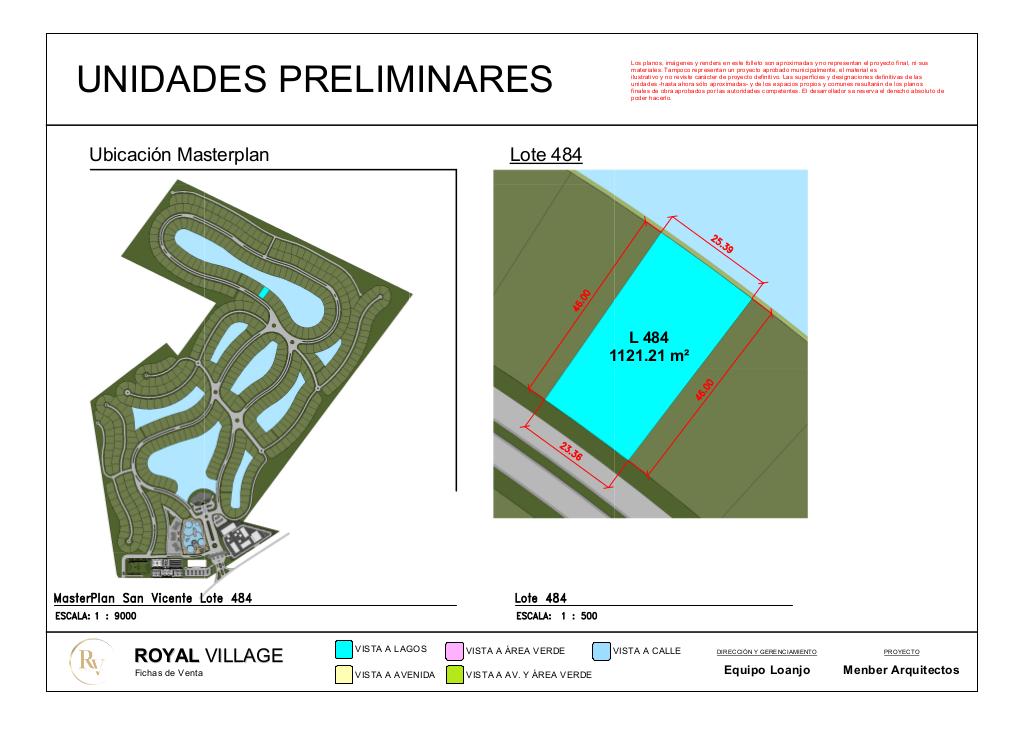 UNIDADES PRELIMINARES
Los planos, imágenes y renders en este folleto son aproximadas y no representan el proyecto final, ni sus
materiales. Tampoco representan un proyecto aprobado municipalmente, el material es
ilustrativo y no reviste carácter de proyecto definitivo. Las superficies y designaciones definitivas de las
unidades -hasta ahora sólo aproximadas- y de los espacios propios y comunes resultarán de los planos
finales de obra aprobados por las autoridades competentes. El desarrollador se reserva el derecho absoluto de
poder hacerlo.
Ubicación Masterplan
Lote 484
25.39
46.00
L 484
1121.21 m²
46.00
23.36
MasterPlan San Vicente Lote 484
ESCALA: 1 : 9000
Lote 484
ESCALA: 1 : 500
RV
ROYAL VILLAGE
Fichas de Venta
VISTA A LAGOS
VISTA A ÁREA VERDE
VISTA A CALLE
VISTA A AVENIDA
VISTA A AV. Y ÁREA VERDE
DIRECCIÓN Y GERENCIAMIENTO
Equipo Loanjo
PROYECTO
Menber Arquitectos